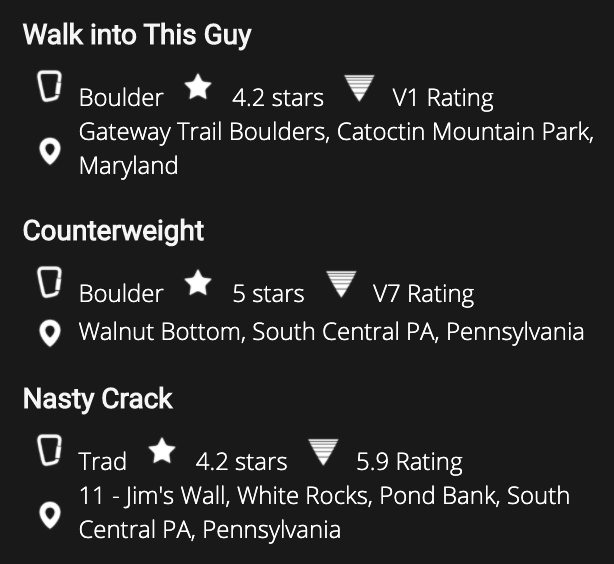 Walk into This Guy
Boulder 4.2 stars V1 Rating
Gateway Trail Boulders, Catoctin Mountain Park,
Maryland
Counterweight
Boulder 5 stars V7 Rating
Walnut Bottom, South Central PA, Pennsylvania
Nasty Crack
Trad 4.2 stars 5.9 Rating
11 - Jim's Wall, White Rocks, Pond Bank, South
Central PA, Pennsylvania